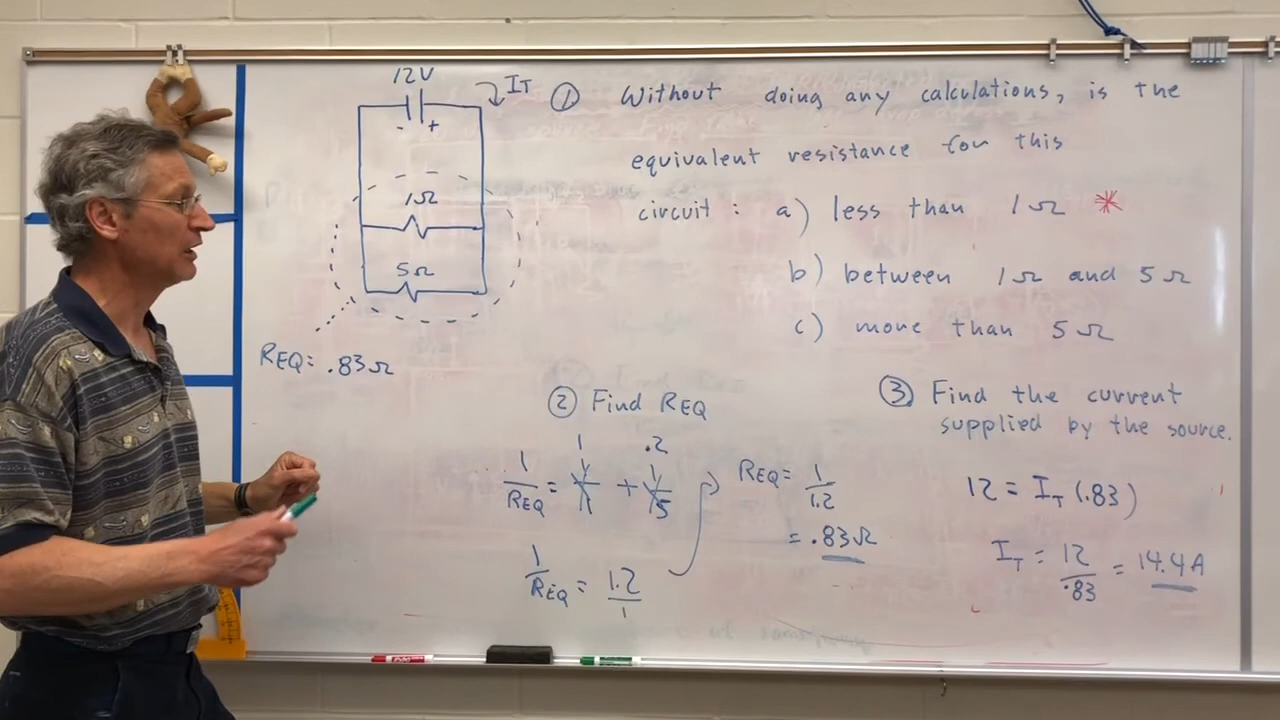 12V
- +
IT
1Ω
5Ω
REQ = .83Ω
① Without doing any calculations, is the
equivalent resistance for this
circuit : a) less than 1Ω *
b) between 1Ω and 5Ω
c) more than 5Ω
② Find REQ
1 .2
1/REQ = 1/1 + 1/5
1/REQ = 1.2/1
REQ = 1/1.2
= .83Ω
③ Find the current
supplied by the source.
12 = IT (.83)
IT = 12/.83 = 14.4A